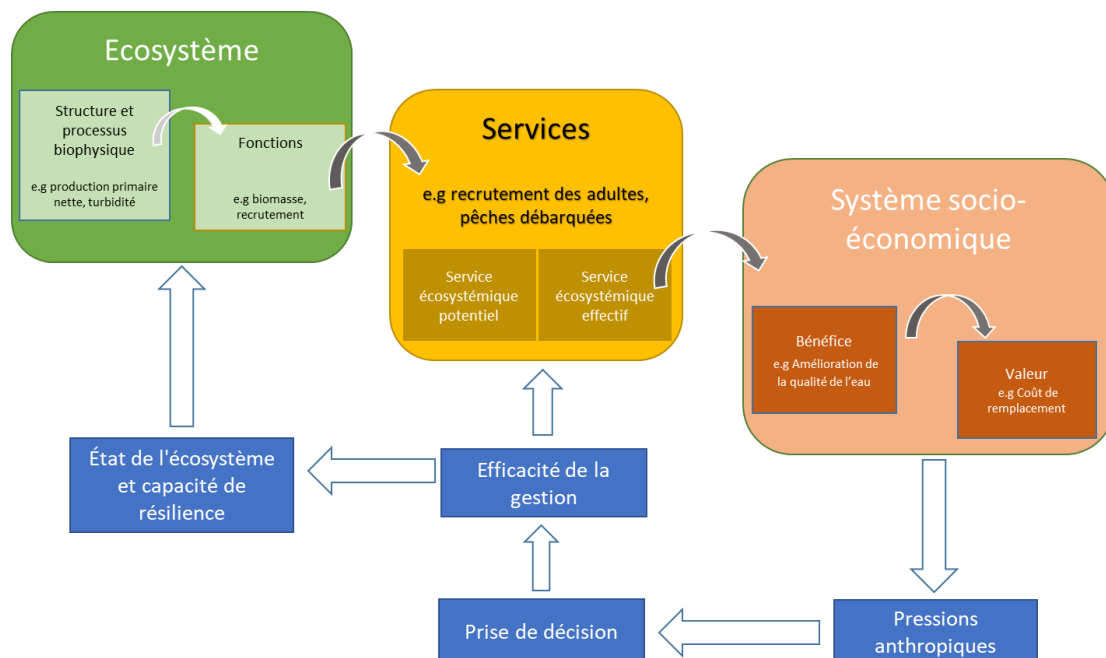 Ecosystème
Structure et
processus
biophysique
e.g production primaire
nette, turbidité
Fonctions
e.g biomasse,
recrutement
Services
e.g recrutement des adultes,
pêches débarquées
Service
écosystémique
potentiel
Service
écosystémique
effectif
Système socio-
économique
Bénéfice
e.g Amélioration de
la qualité de l'eau
Valeur
e.g Coût de
remplacement
État de l'écosystème
et capacité de
résilience
Efficacité de la
gestion
Prise de décision
Pressions
anthropiques